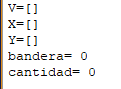 V=[]
X=[]
Y=[]
bandera= 0
cantidad= 0